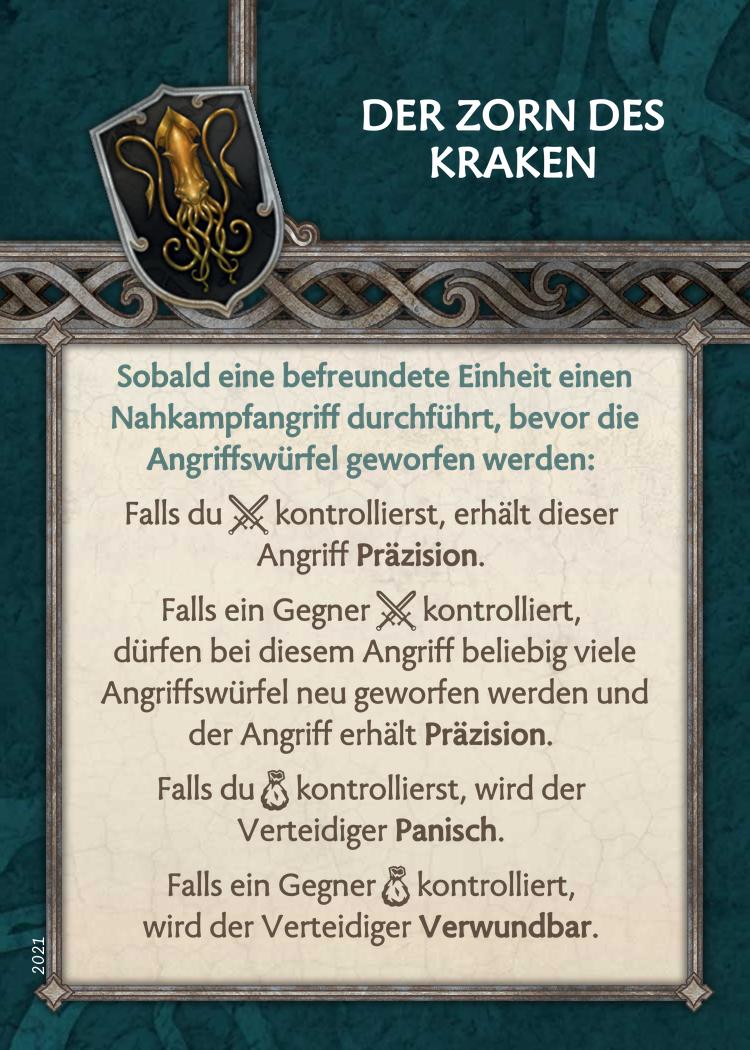 DER ZORN DES
KRAKEN
Sobald eine befreundete Einheit einen
Nahkampfangriff durchführt, bevor die
Angriffswürfel geworfen werden:
Falls du kontrollierst, erhält dieser
Angriff Präzision.
Falls ein Gegner kontrolliert,
dürfen bei diesem Angriff beliebig viele
Angriffswürfel neu geworfen werden und
der Angriff erhält Präzision.
Falls du kontrollierst, wird der
Verteidiger Panisch.
Falls ein Gegner kontrolliert,
wird der Verteidiger Verwundbar.
2021